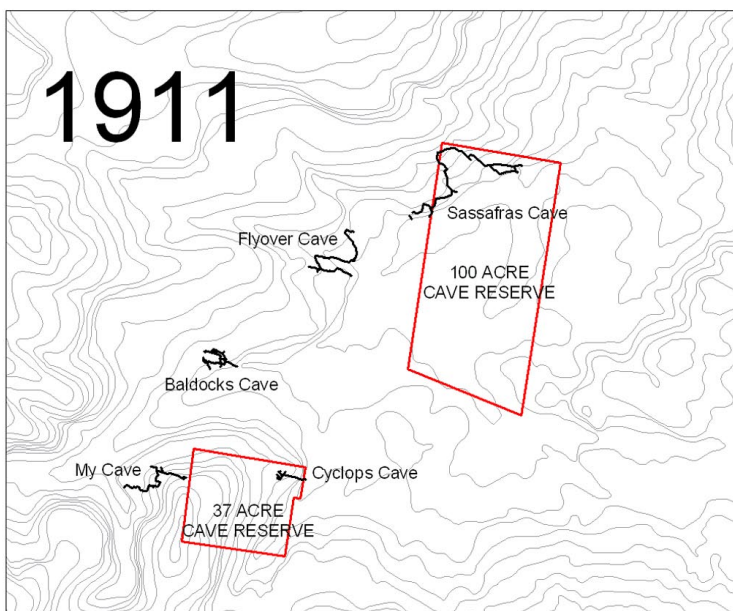 1911
Sassafras Cave
Flyover Cave
100 ACRE
CAVE RESERVE
Baldocks Cave
My Cave
Cyclops Cave
37 ACRE
CAVE RESERVE